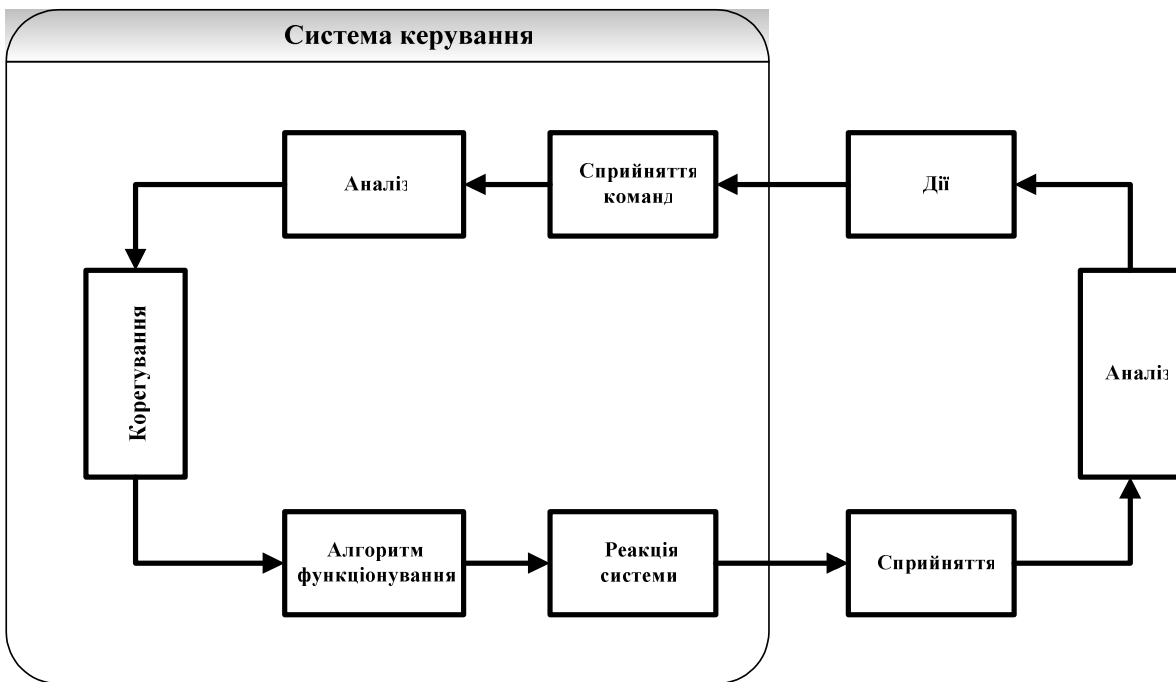 Система керування
Аналіз
Сприйняття
команд
Дії
Корегування
Аналіз
Алгоритм
функціонування
Реакція
системи
Сприйняття